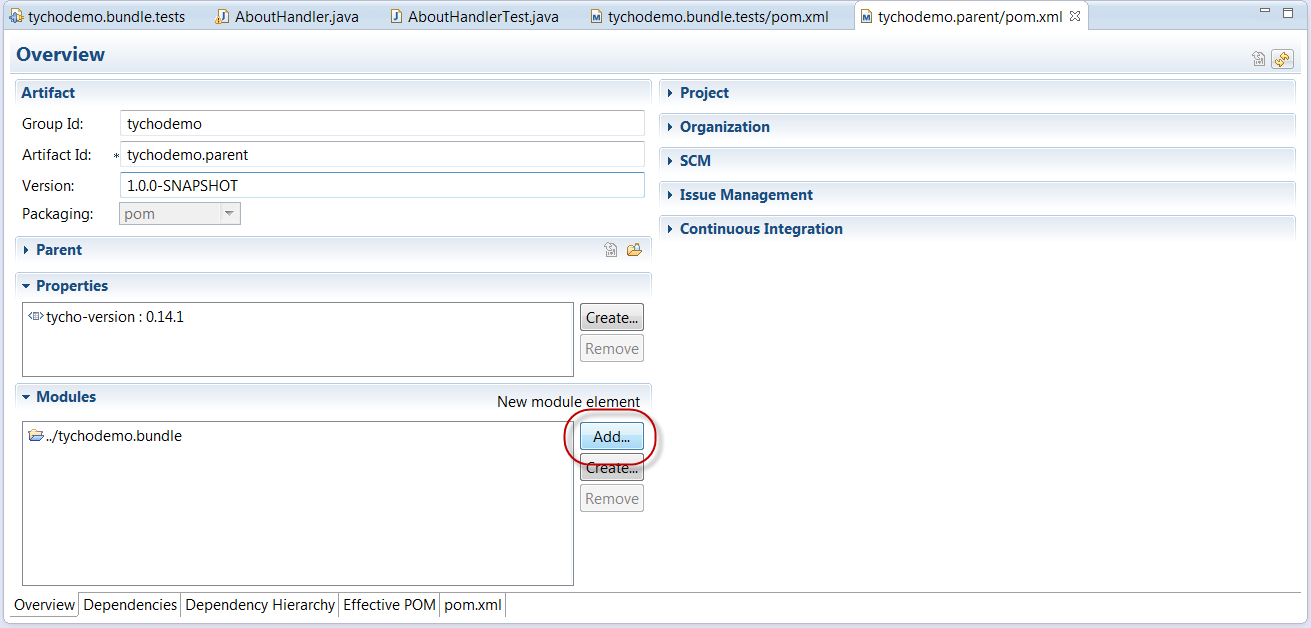 tychodemo.bundle.tests AboutHandler.java AboutHandlerTest.java tychodemo.bundle.tests/pom.xml tychodemo.parent/pom.xml
Overview
Artifact
Group Id: tychodemo
Artifact Id: * tychodemo.parent
Version: 1.0.0-SNAPSHOT
Packaging: pom
Parent
Properties
tycho-version : 0.14.1
Create...
Remove
Modules
New module element
../tychodemo.bundle
Add...
Create...
Remove
Project
Organization
SCM
Issue Management
Continuous Integration
Overview Dependencies Dependency Hierarchy Effective POM pom.xml